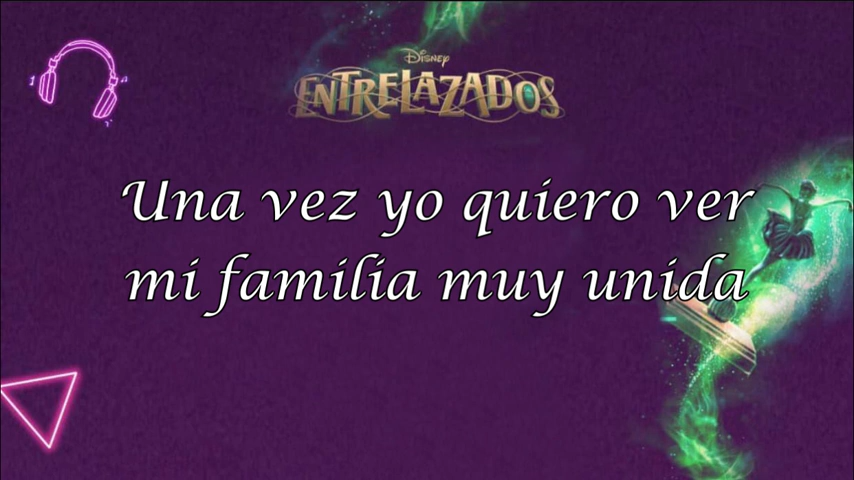 Disney
ENTRELAZADOS
Una vez yo quiero ver
mi familia muy unida